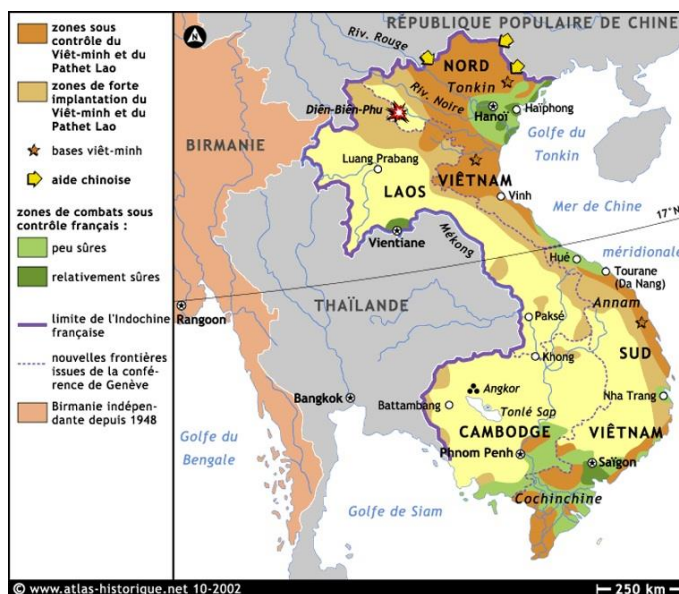 zones sous
contrôle du
Viêt-minh et du
Pathet Lao
zones de forte
implantation du
Viêt-minh et du
Pathet Lao
bases viêt-minh
aide chinoise
zones de combats sous
contrôle français :
peu sûres
relativement sûres
limite de l'Indochine
française
nouvelles frontières
issues de la confé-
rence de Genève
Birmanie indépen-
dante depuis 1948
RÉPUBLIQUE POPULAIRE DE CHINE
N
Riv. Rouge
NORD
Tonkin
Riv. Noire
Diên-Biên-Phu
Hanoï
Haïphong
BIRMANIE
Golfe du
Tonkin
Luang Prabang
LAOS
VIÊTNAM
Vinh
Mer de Chine
17°N
Vientiane
Mékong
Hué
méridionale
Tourane
(Da Nang)
THAÏLANDE
Annam
Rangoon
Paksé
SUD
Khong
Bangkok
Angkor
Battambang
Tonlé Sap
Nha Trang
CAMBODGE
VIÊTNAM
Golfe du
Bengale
Phnom Penh
Saïgon
Cochinchine
Golfe de Siam
© www.atlas-historique.net 10-2002
250 km